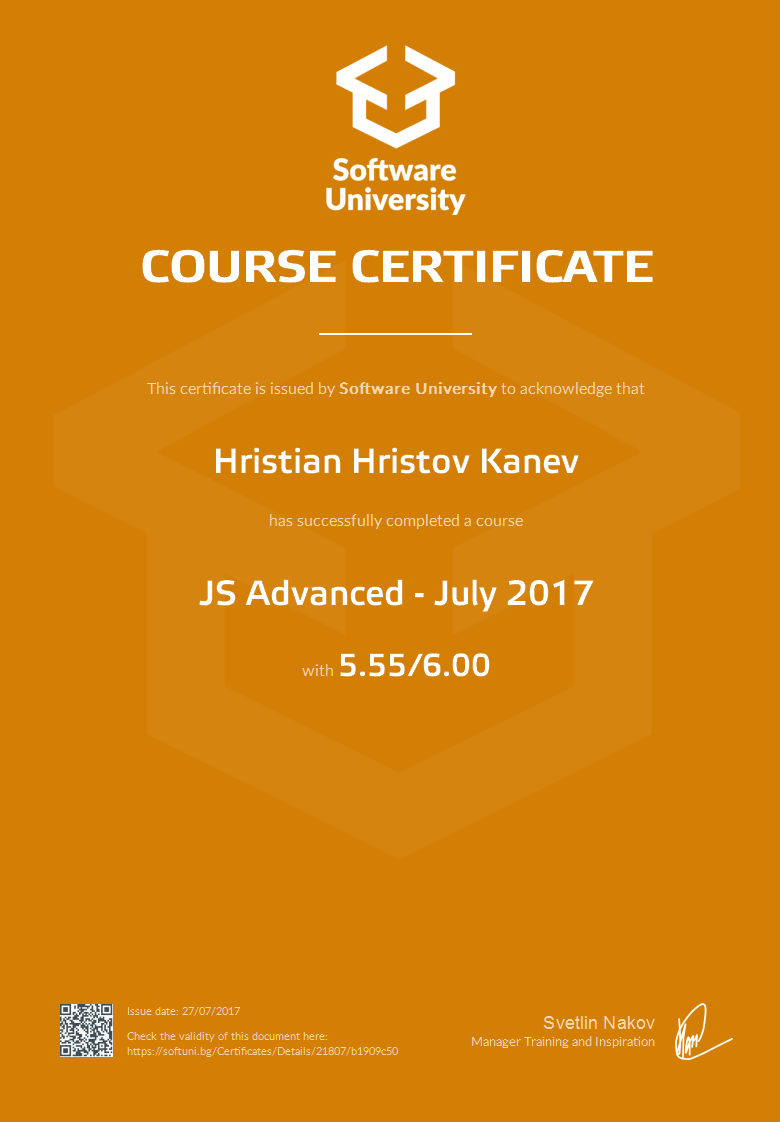 Software
University
COURSE CERTIFICATE
This certificate is issued by Software University to acknowledge that
Hristian Hristov Kanev
has successfully completed a course
JS Advanced - July 2017
with 5.55/6.00
Issue date: 27/07/2017
Check the validity of this document here:
https://softuni.bg/Certificates/Details/21807/b1909c50
Svetlin Nakov
Manager Training and Inspiration